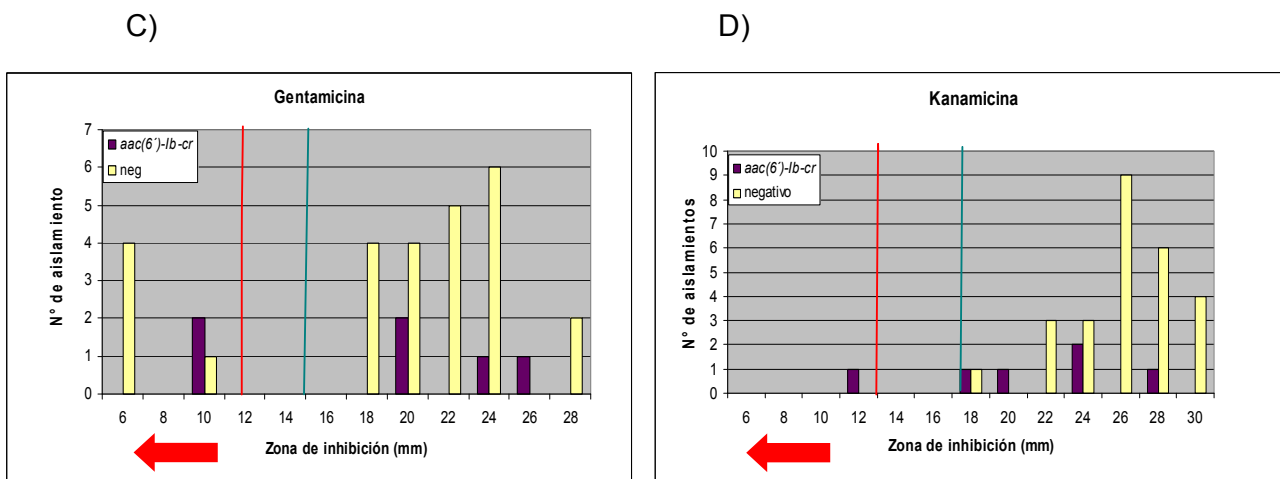 C)
D)
Gentamicina
7
6
5
4
3
2
1
0
N° de aislamiento
aac(6´)-Ib-cr
neg
6 8 10 12 14 16 18 20 22 24 26 28
Zona de inhibición (mm)
Kanamicina
10
9
8
7
6
5
4
3
2
1
0
N° de aislamientos
aac(6´)-Ib-cr
negativo
6 8 10 12 14 16 18 20 22 24 26 28 30
Zona de inhibición (mm)